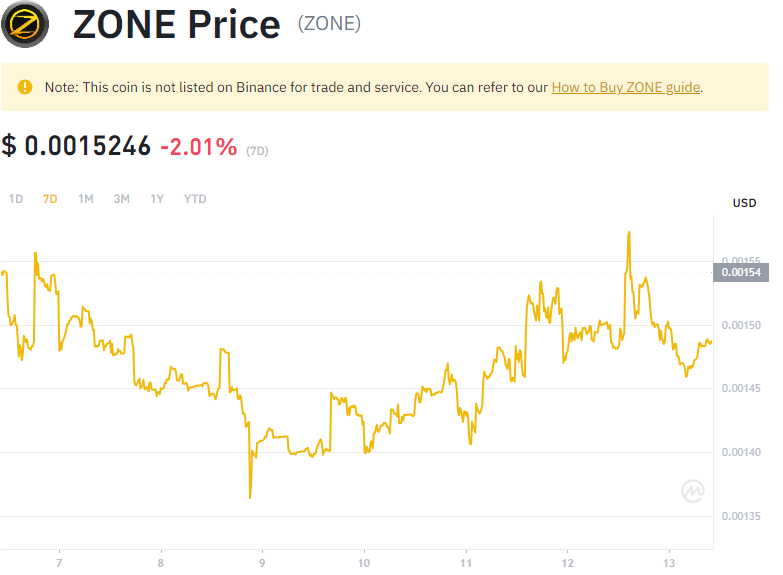 ZONE Price (ZONE)
Note: This coin is not listed on Binance for trade and service. You can refer to our How to Buy ZONE guide.
$ 0.0015246 -2.01% (7D)
1D 7D 1M 3M 1Y YTD
USD
0.00155
0.00154
0.00150
0.00145
0.00140
0.00135
7 8 9 10 11 12 13